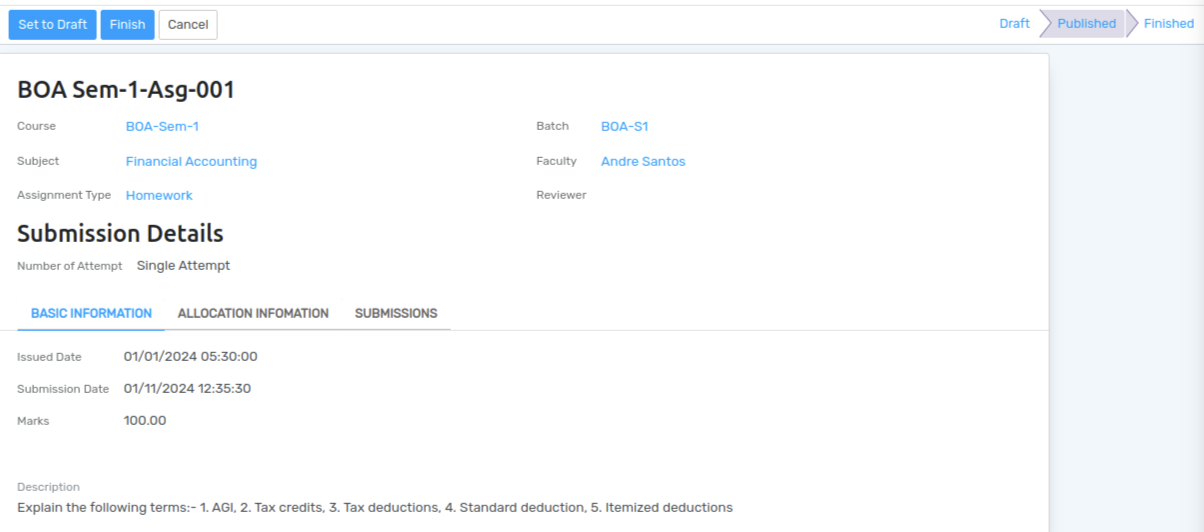 Set to Draft Finish Cancel Draft Published Finished
BOA Sem-1-Asg-001
Course BOA-Sem-1 Batch BOA-S1
Subject Financial Accounting Faculty Andre Santos
Assignment Type Homework Reviewer
Submission Details
Number of Attempt Single Attempt
BASIC INFORMATION ALLOCATION INFOMATION SUBMISSIONS
Issued Date 01/01/2024 05:30:00
Submission Date 01/11/2024 12:35:30
Marks 100.00
Description
Explain the following terms:- 1. AGI, 2. Tax credits, 3. Tax deductions, 4. Standard deduction, 5. Itemized deductions